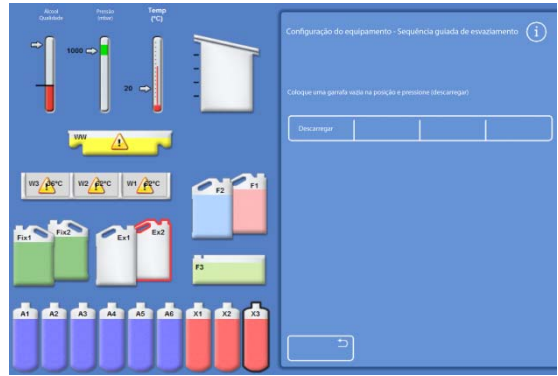 Álcool
Qualidade
Pressão
(mbar)
Temp
(°C)
1000
20
WW
W3
W2
W1
F2
F1
Fix1
Fix2
Ex1
Ex2
F3
A1
A2
A3
A4
A5
A6
X1
X2
X3
Configuração do equipamento - Sequência guiada de esvaziamento
i
Coloque uma garrafa vazia na posição e pressione (descarregar)
Descarregar